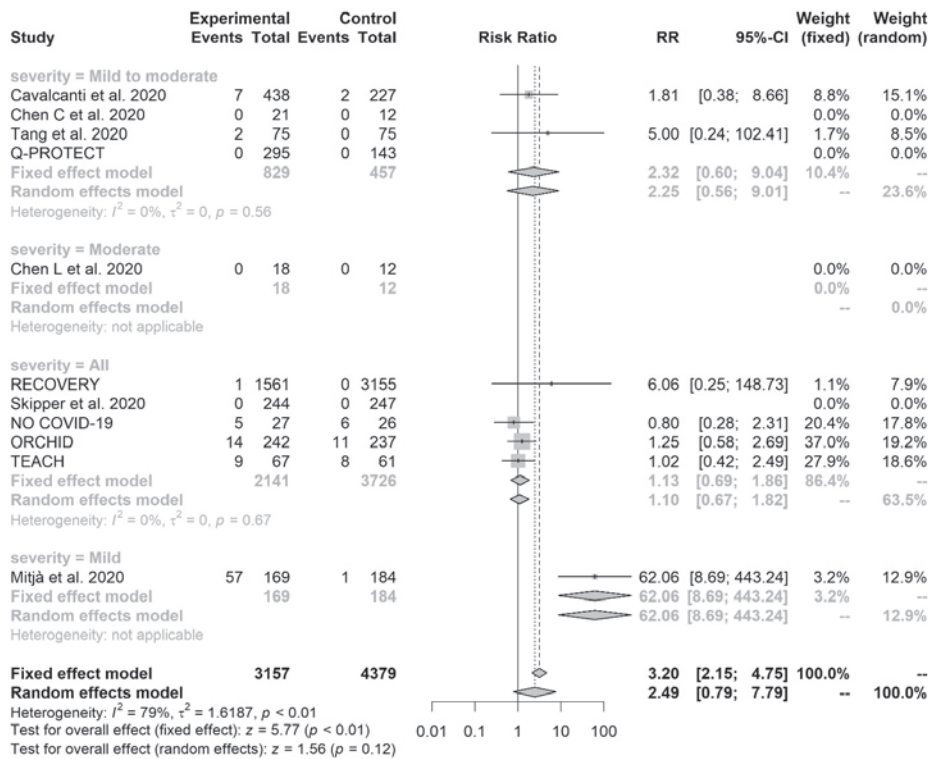 Experimental Control Weight Weight
Study Events Total Events Total Risk Ratio RR 95%-CI (fixed) (random)
severity = Mild to moderate
Cavalcanti et al. 2020 7 438 2 227 1.81 [0.38; 8.66] 8.8% 15.1%
Chen C et al. 2020 0 21 0 12 0.0% 0.0%
Tang et al. 2020 2 75 0 75 5.00 [0.24; 102.41] 1.7% 8.5%
Q-PROTECT 0 295 0 143 0.0% 0.0%
Fixed effect model 829 457 2.32 [0.60; 9.04] 10.4% --
Random effects model 2.25 [0.56; 9.01] -- 23.6%
Heterogeneity: I² = 0%, τ² = 0, p = 0.56
severity = Moderate
Chen L et al. 2020 0 18 0 12 0.0% 0.0%
Fixed effect model 18 12 0.0% --
Random effects model -- 0.0%
Heterogeneity: not applicable
severity = All
RECOVERY 1 1561 0 3155 6.06 [0.25; 148.73] 1.1% 7.9%
Skipper et al. 2020 0 244 0 247 0.0% 0.0%
NO COVID-19 5 27 6 26 0.80 [0.28; 2.31] 20.4% 17.8%
ORCHID 14 242 11 237 1.25 [0.58; 2.69] 37.0% 19.2%
TEACH 9 67 8 61 1.02 [0.42; 2.49] 27.9% 18.6%
Fixed effect model 2141 3726 1.13 [0.69; 1.86] 86.4% --
Random effects model 1.10 [0.67; 1.82] -- 63.5%
Heterogeneity: I² = 0%, τ² = 0, p = 0.67
severity = Mild
Mitjà et al. 2020 57 169 1 184 62.06 [8.69; 443.24] 3.2% 12.9%
Fixed effect model 169 184 62.06 [8.69; 443.24] 3.2% --
Random effects model 62.06 [8.69; 443.24] -- 12.9%
Heterogeneity: not applicable
Fixed effect model 3157 4379 3.20 [2.15; 4.75] 100.0% --
Random effects model 2.49 [0.79; 7.79] -- 100.0%
Heterogeneity: I² = 79%, τ² = 1.6187, p < 0.01
Test for overall effect (fixed effect): z = 5.77 (p < 0.01)
Test for overall effect (random effects): z = 1.56 (p = 0.12)
0.01 0.1 1 10 100